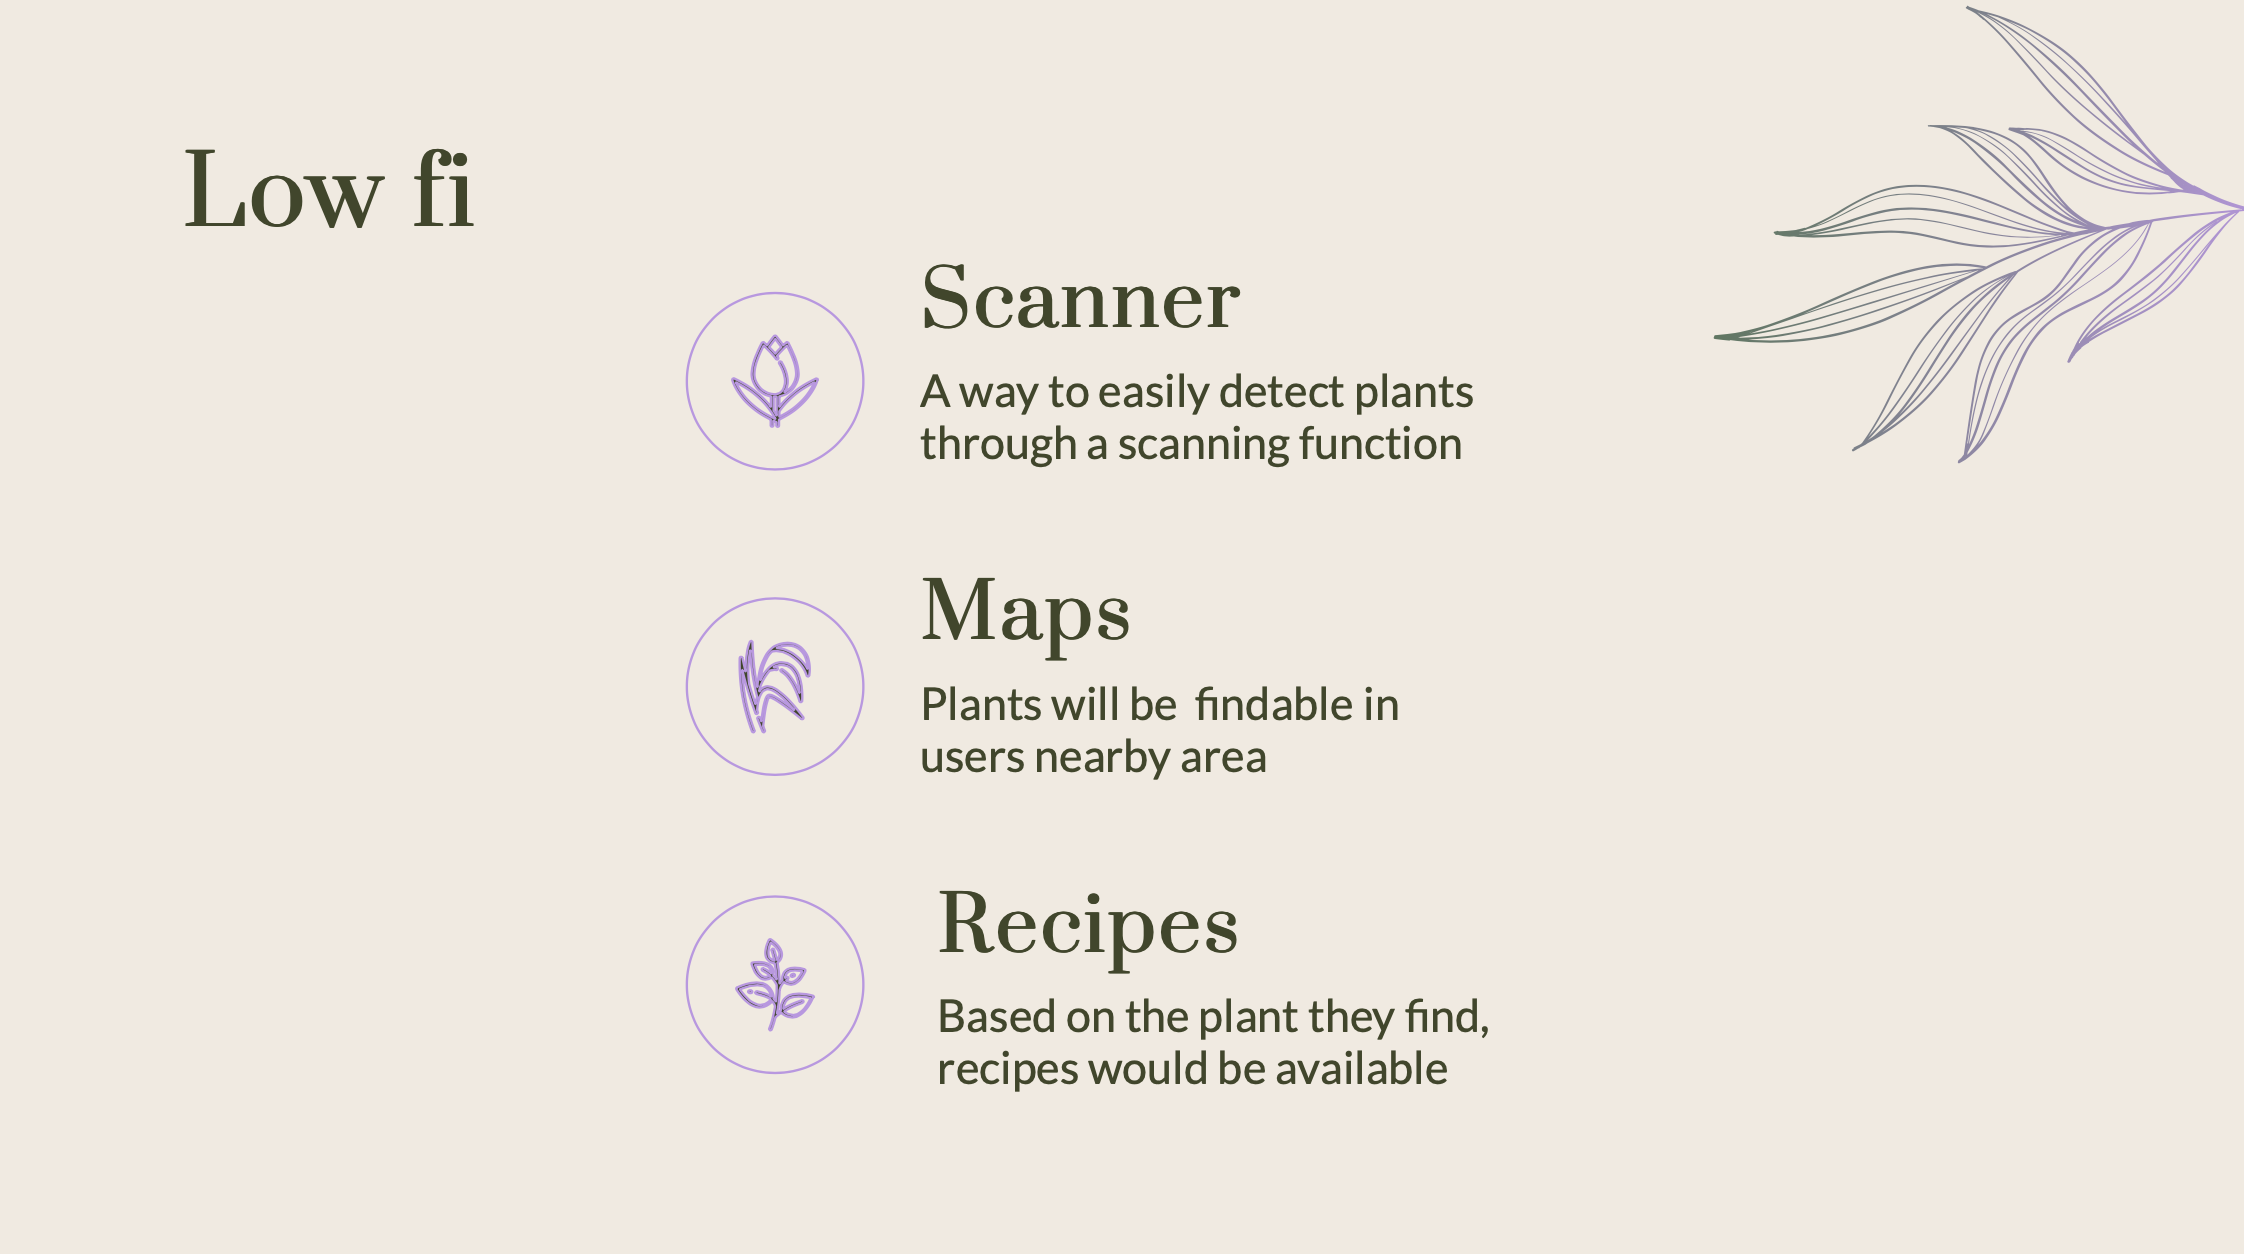 Low fi
Scanner
A way to easily detect plants
through a scanning function
Maps
Plants will be  findable in
users nearby area
Recipes
Based on the plant they find,
recipes would be available